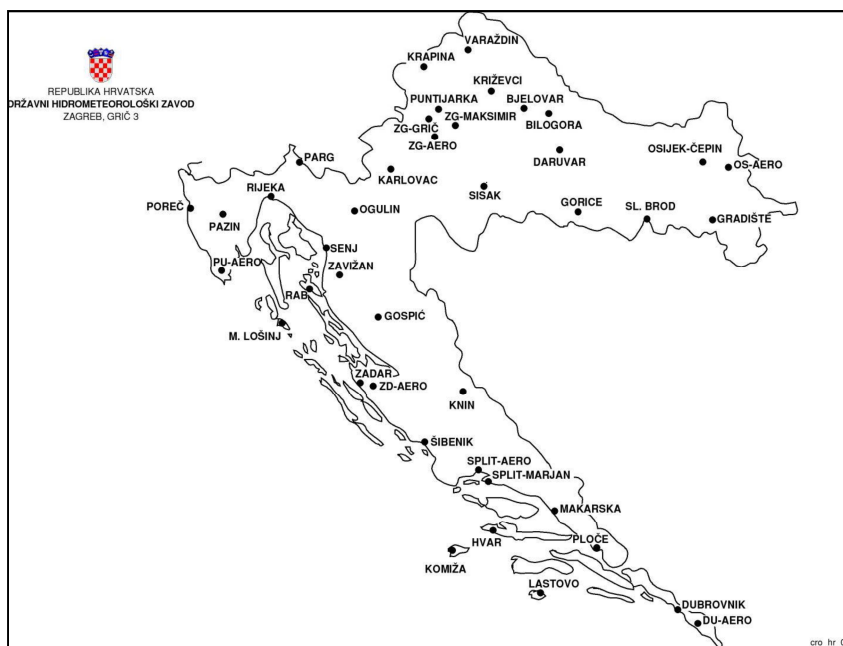 VARAŽDIN
KRAPINA
REPUBLIKA HRVATSKA
DRŽAVNI HIDROMETEOROLOŠKI ZAVOD
ZAGREB, GRIČ 3
KRIŽEVCI
PUNTIJARKA
BJELOVAR
ZG-MAKSIMIR
BILOGORA
ZG-GRIČ
ZG-AERO
OSIJEK-ČEPIN
PARG
DARUVAR
OS-AERO
KARLOVAC
RIJEKA
SISAK
POREČ
OGULIN
GORICE
SL. BROD
GRADIŠTE
PAZIN
SENJ
PU-AERO
ZAVIŽAN
RAB
GOSPIĆ
M. LOŠINJ
ZADAR
ZD-AERO
KNIN
ŠIBENIK
SPLIT-AERO
SPLIT-MARJAN
MAKARSKA
HVAR
PLOČE
KOMIŽA
LASTOVO
DUBROVNIK
DU-AERO
cro_hr_